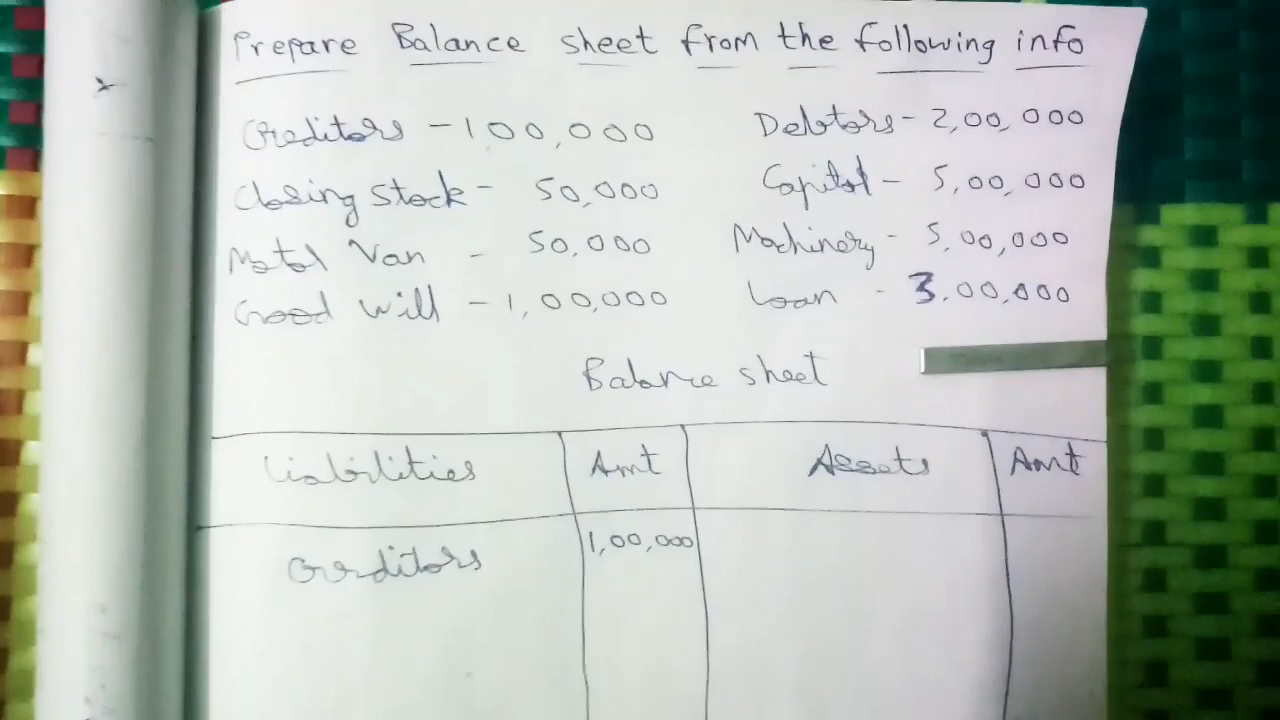 Prepare Balance sheet from the following info
Creditors - 100,000 Debtors - 2,00,000
Closing Stock - 50,000 Capital - 5,00,000
Motor Van - 50,000 Machinery - 5,00,000
Good Will - 1,00,000 Loan - 3,00,000
Balance sheet
Liabilities Amt Assets Amt
Creditors 1,00,000